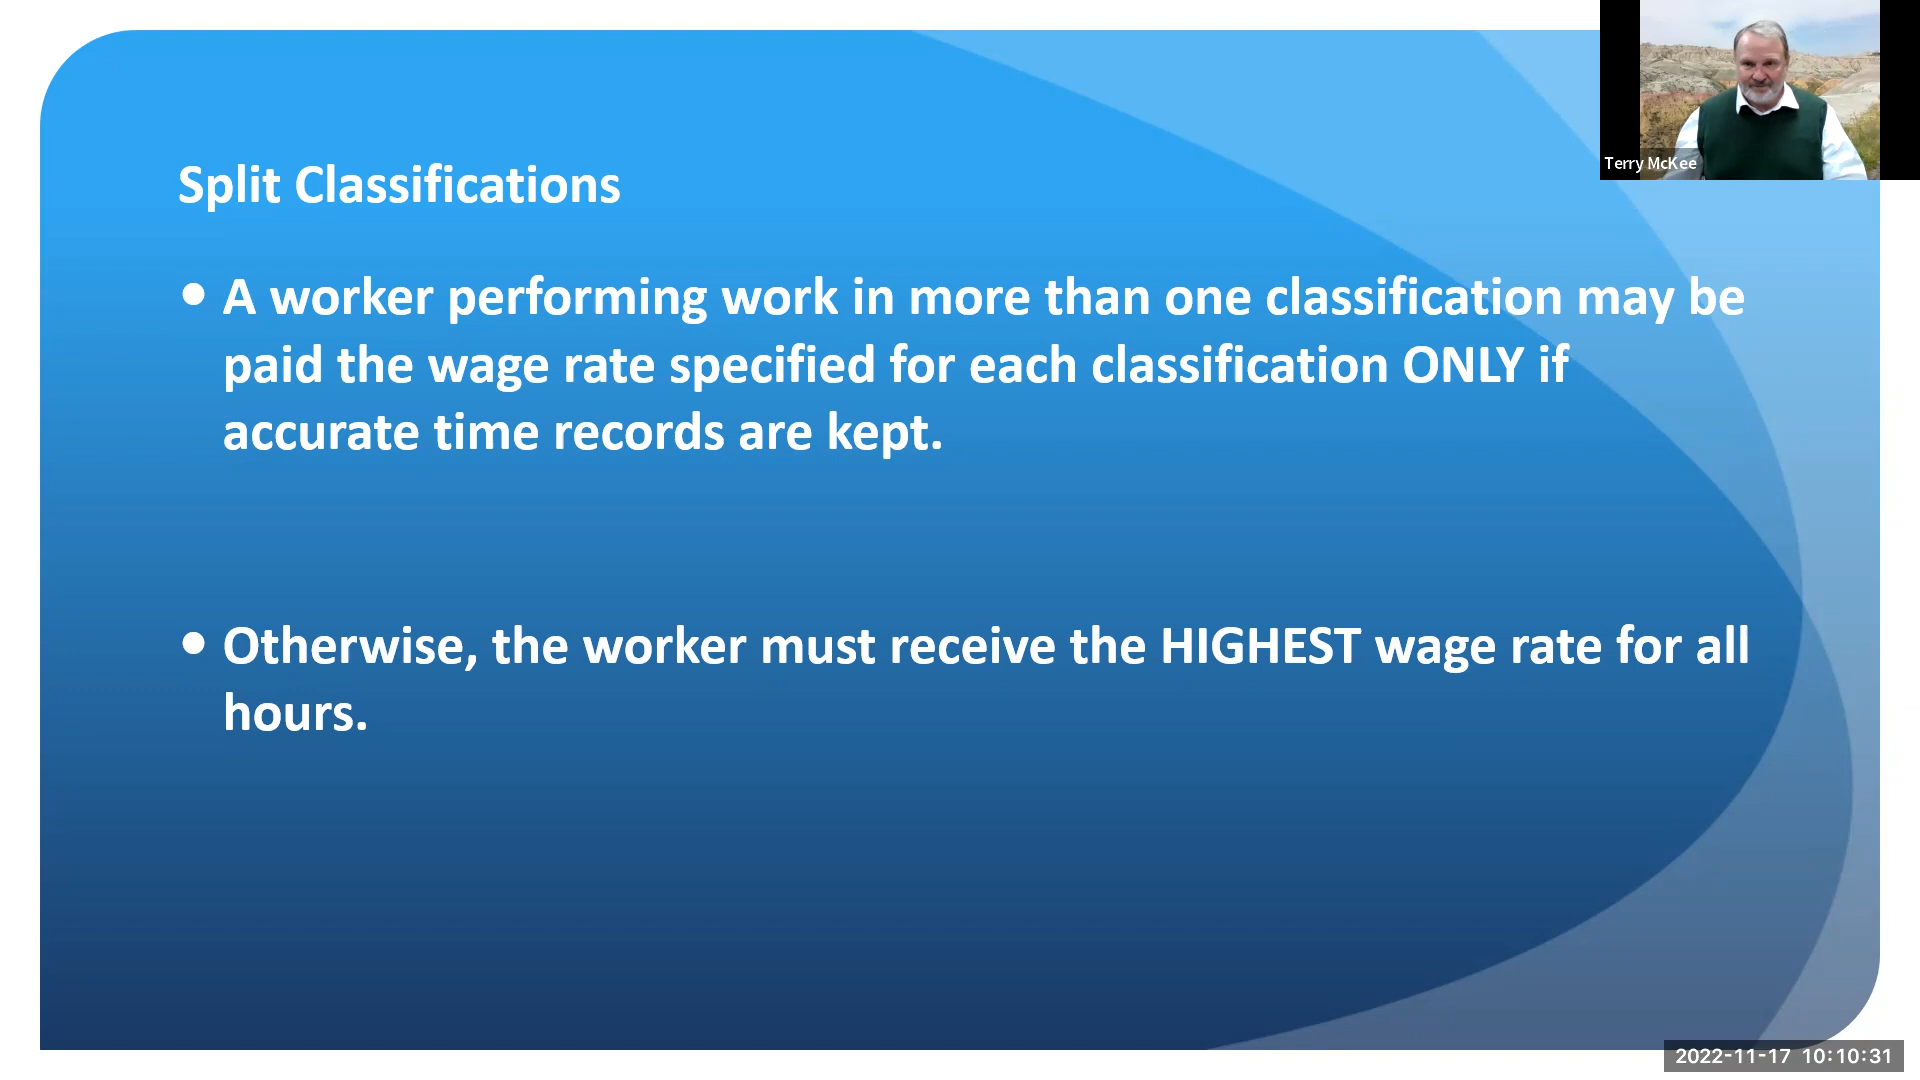 Terry McKee
Split Classifications
• A worker performing work in more than one classification may be
paid the wage rate specified for each classification ONLY if
accurate time records are kept.
• Otherwise, the worker must receive the HIGHEST wage rate for all
hours.
2022-11-17 10:10:31